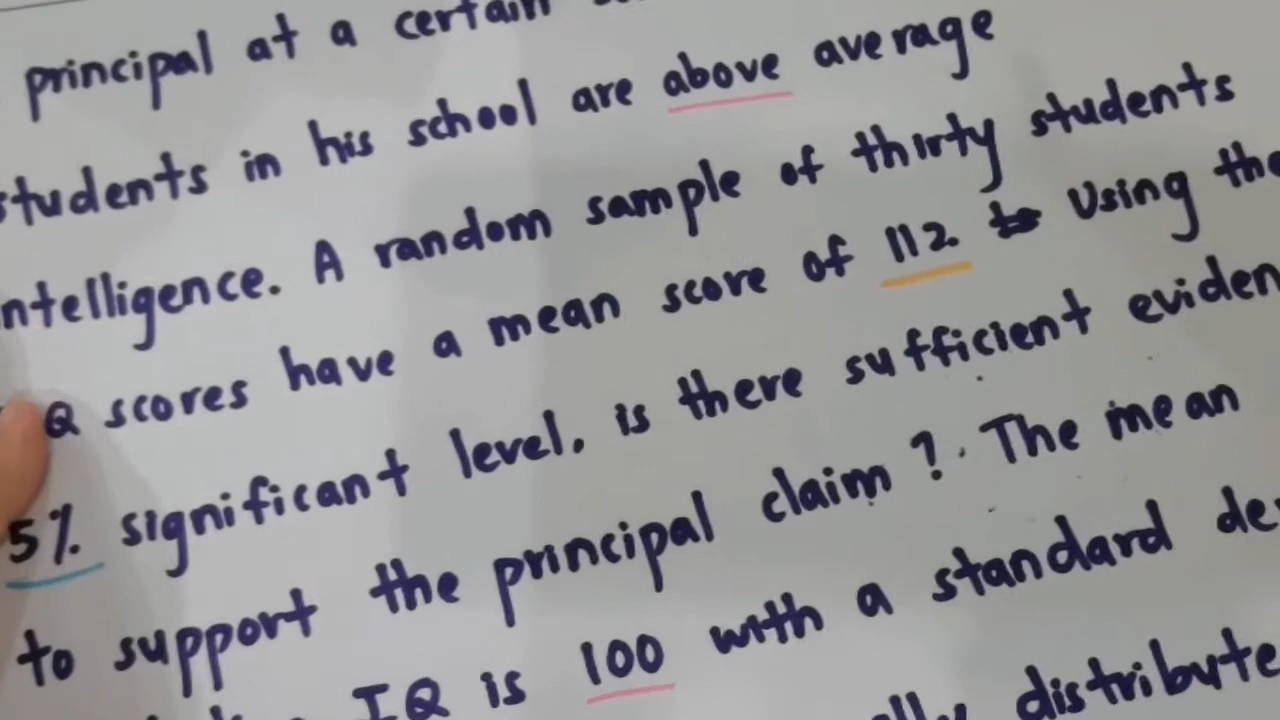 principal at a certain
students in his school are above average
intelligence. A random sample of thirty students
Q scores have a mean score of 112. Using the
5% significant level. is there sufficient eviden
to support the principal claim? The mean
IQ is 100 with a standard de
lly distribute